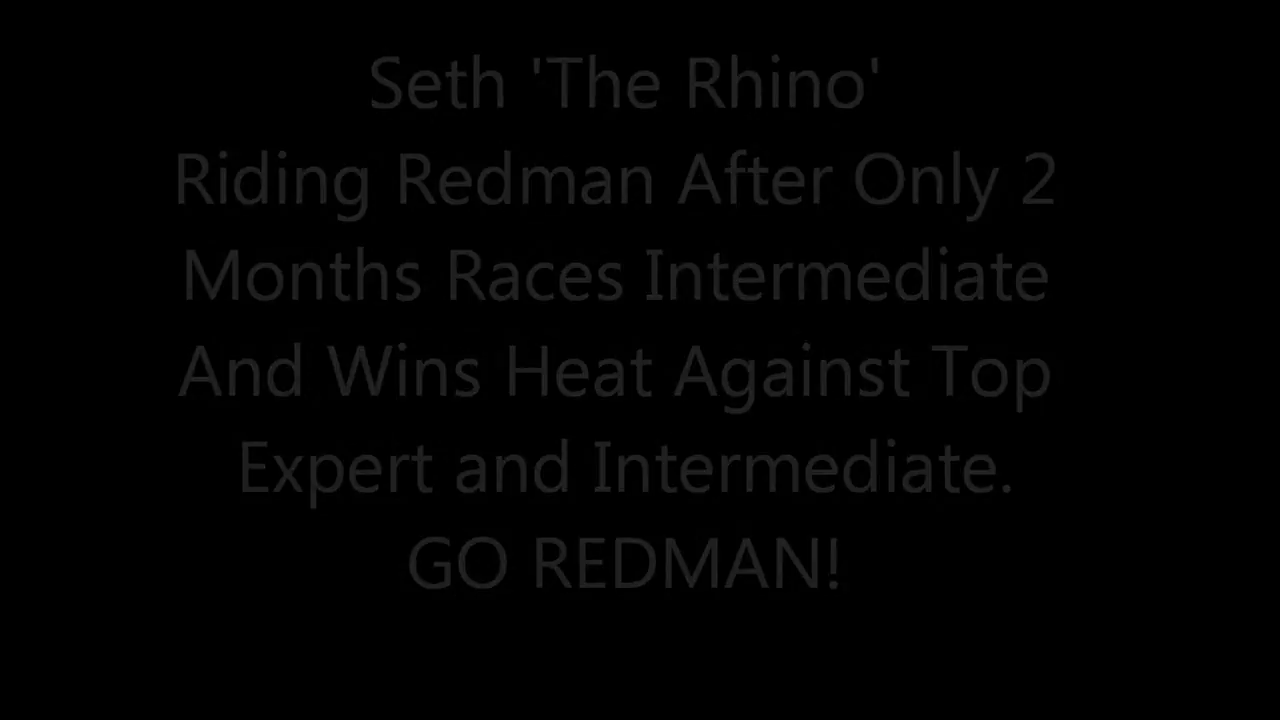 Seth 'The Rhino'
Riding Redman After Only 2
Months Races Intermediate
And Wins Heat Against Top
Expert and Intermediate.
GO REDMAN!